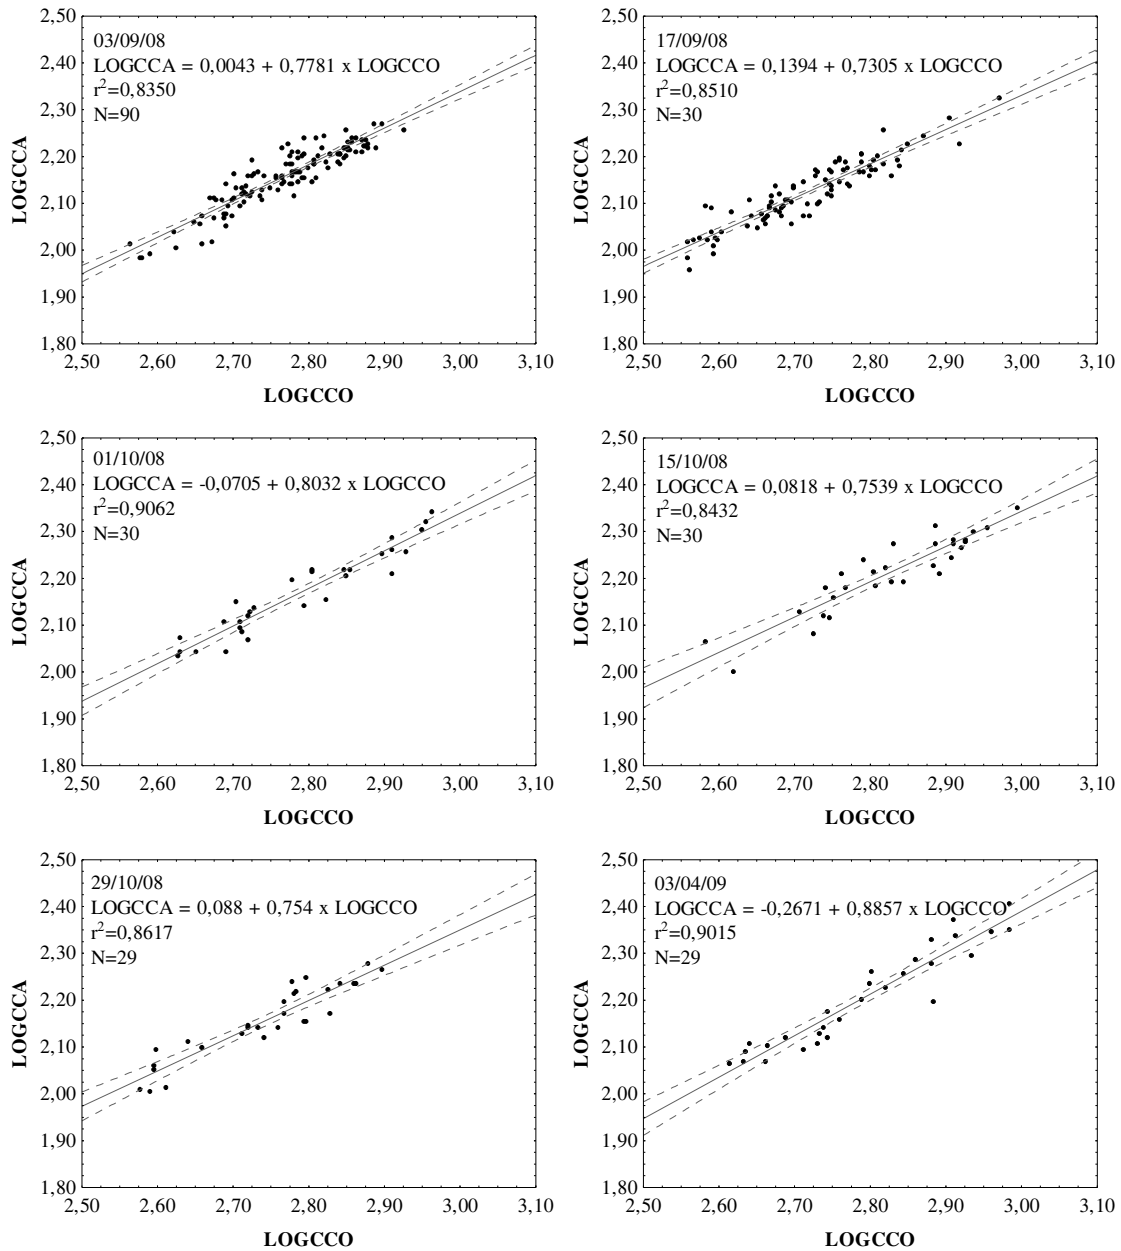 2,50
2,40
2,30
2,20
2,10
2,00
1,90
1,80
LOGCCA
03/09/08
LOGCCA = 0,0043 + 0,7781 x LOGCCO
r²=0,8350
N=90
2,50 2,60 2,70 2,80 2,90 3,00 3,10
LOGCCO
2,50
2,40
2,30
2,20
2,10
2,00
1,90
1,80
LOGCCA
17/09/08
LOGCCA = 0,1394 + 0,7305 x LOGCCO
r²=0,8510
N=30
2,50 2,60 2,70 2,80 2,90 3,00 3,10
LOGCCO
2,50
2,40
2,30
2,20
2,10
2,00
1,90
1,80
LOGCCA
01/10/08
LOGCCA = -0,0705 + 0,8032 x LOGCCO
r²=0,9062
N=30
2,50 2,60 2,70 2,80 2,90 3,00 3,10
LOGCCO
2,50
2,40
2,30
2,20
2,10
2,00
1,90
1,80
LOGCCA
15/10/08
LOGCCA = 0,0818 + 0,7539 x LOGCCO
r²=0,8432
N=30
2,50 2,60 2,70 2,80 2,90 3,00 3,10
LOGCCO
2,50
2,40
2,30
2,20
2,10
2,00
1,90
1,80
LOGCCA
29/10/08
LOGCCA = 0,088 + 0,754 x LOGCCO
r²=0,8617
N=29
2,50 2,60 2,70 2,80 2,90 3,00 3,10
LOGCCO
2,50
2,40
2,30
2,20
2,10
2,00
1,90
1,80
LOGCCA
03/04/09
LOGCCA = -0,2671 + 0,8857 x LOGCCO
r²=0,9015
N=29
2,50 2,60 2,70 2,80 2,90 3,00 3,10
LOGCCO